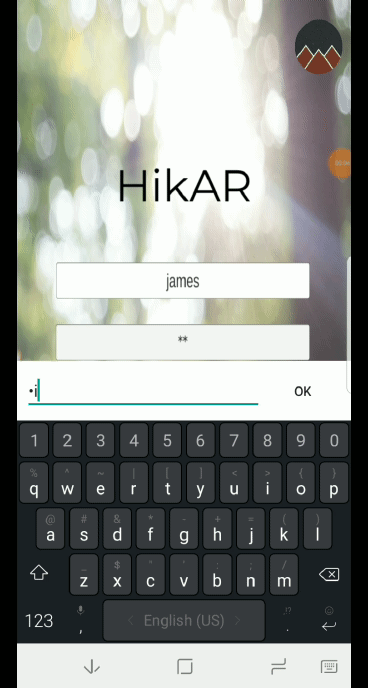 HikAR
james
**
•i
OK
1 2 3 4 5 6 7 8 9 0
% ^ ~ | [ ] < > { }
q w e r t y u i o p
@ # & * - + = ( )
a s d f g h j k l
_ $ " ' : ; /
z x c v b n m
123 , < English (US) > .